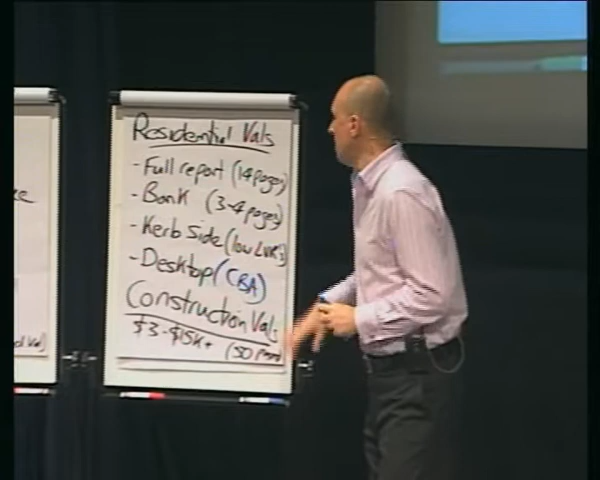 Residential Vals
- Full report (14 pages)
- Bank (3-4 pages)
- Kerb side (low LVR's)
- Desktop (CBA)
Construction Vals
$3-$15K+ (50